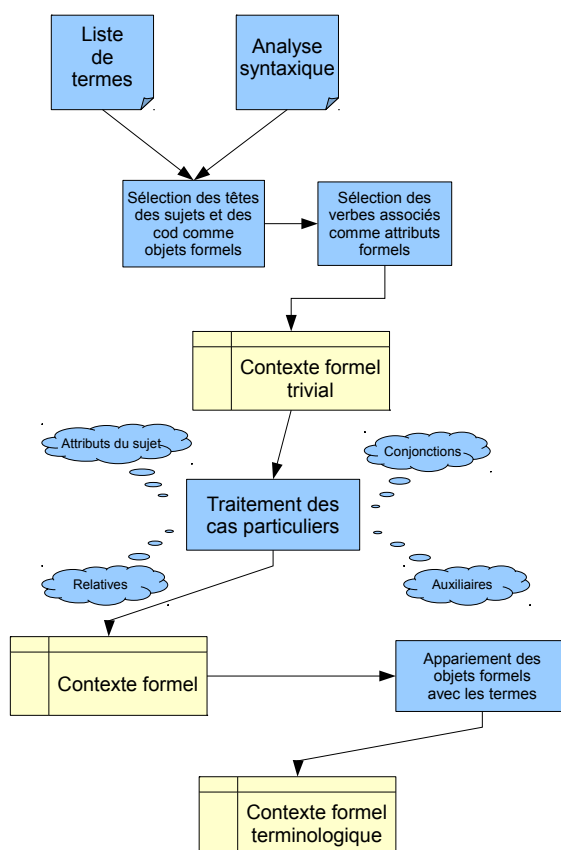 Liste
de
termes
Analyse
syntaxique
Sélection des têtes
des sujets et des
cod comme
objets formels
Sélection des
verbes associés
comme attributs
formels
Contexte formel
trivial
Attributs du sujet
Conjonctions
Traitement des
cas particuliers
Relatives
Auxiliaires
Contexte formel
Appariement des
objets formels
avec les termes
Contexte formel
terminologique